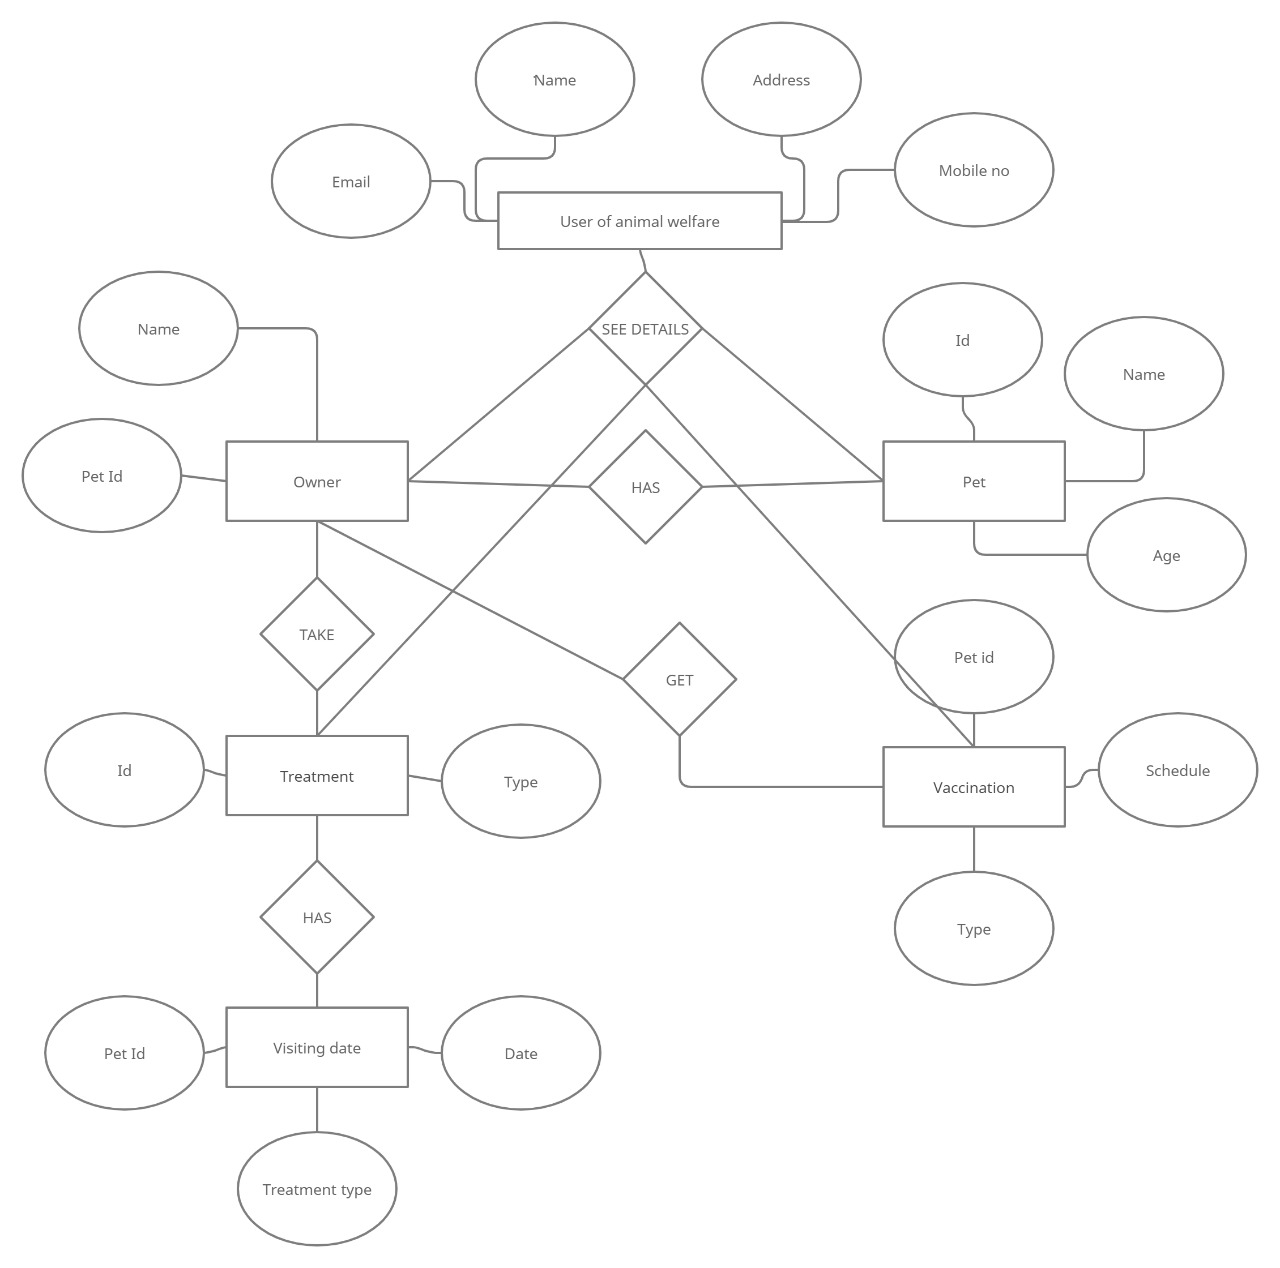 Name
Address
Mobile no
Email
User of animal welfare
SEE DETAILS
Name
Id
Name
Pet Id
Owner
HAS
Pet
Age
TAKE
GET
Pet id
Id
Treatment
Type
Vaccination
Schedule
HAS
Type
Pet Id
Visiting date
Date
Treatment type